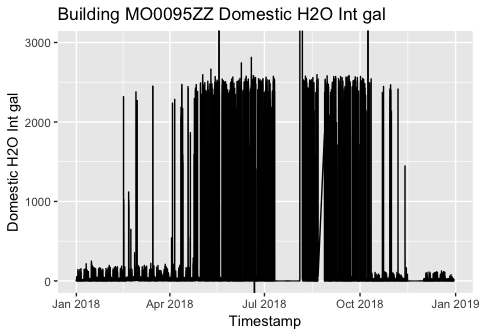 Building MO0095ZZ Domestic H2O Int gal
Domestic H2O Int gal
3000
2000
1000
0
Jan 2018
Apr 2018
Jul 2018
Oct 2018
Jan 2019
Timestamp